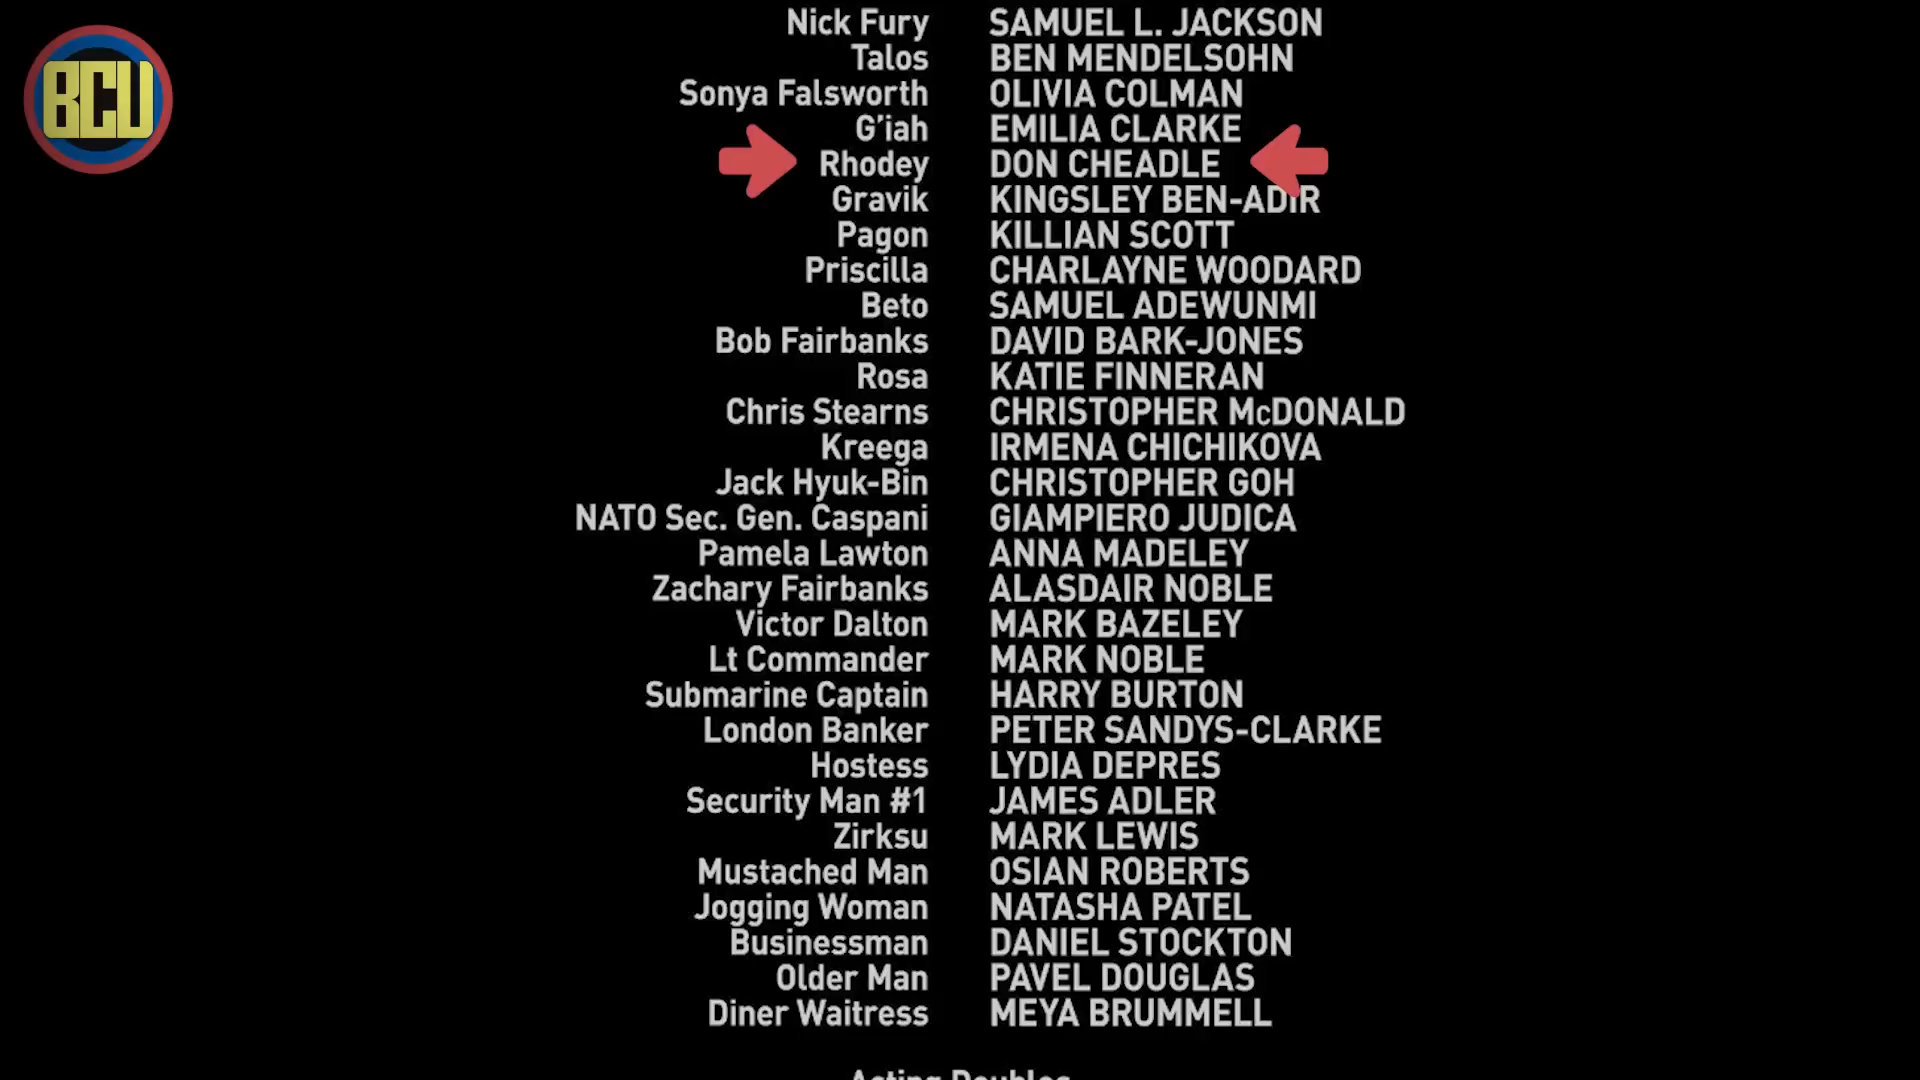 BCU
Nick Fury SAMUEL L. JACKSON
Talos BEN MENDELSOHN
Sonya Falsworth OLIVIA COLMAN
G'iah EMILIA CLARKE
Rhodey DON CHEADLE
Gravik KINGSLEY BEN-ADIR
Pagon KILLIAN SCOTT
Priscilla CHARLAYNE WOODARD
Beto SAMUEL ADEWUNMI
Bob Fairbanks DAVID BARK-JONES
Rosa KATIE FINNERAN
Chris Stearns CHRISTOPHER McDONALD
Kreega IRMENA CHICHIKOVA
Jack Hyuk-Bin CHRISTOPHER GOH
NATO Sec. Gen. Caspani GIAMPIERO JUDICA
Pamela Lawton ANNA MADELEY
Zachary Fairbanks ALASDAIR NOBLE
Victor Dalton MARK BAZELEY
Lt Commander MARK NOBLE
Submarine Captain HARRY BURTON
London Banker PETER SANDYS-CLARKE
Hostess LYDIA DEPRES
Security Man #1 JAMES ADLER
Zirksu MARK LEWIS
Mustached Man OSIAN ROBERTS
Jogging Woman NATASHA PATEL
Businessman DANIEL STOCKTON
Older Man PAVEL DOUGLAS
Diner Waitress MEYA BRUMMELL
Acting Doubles